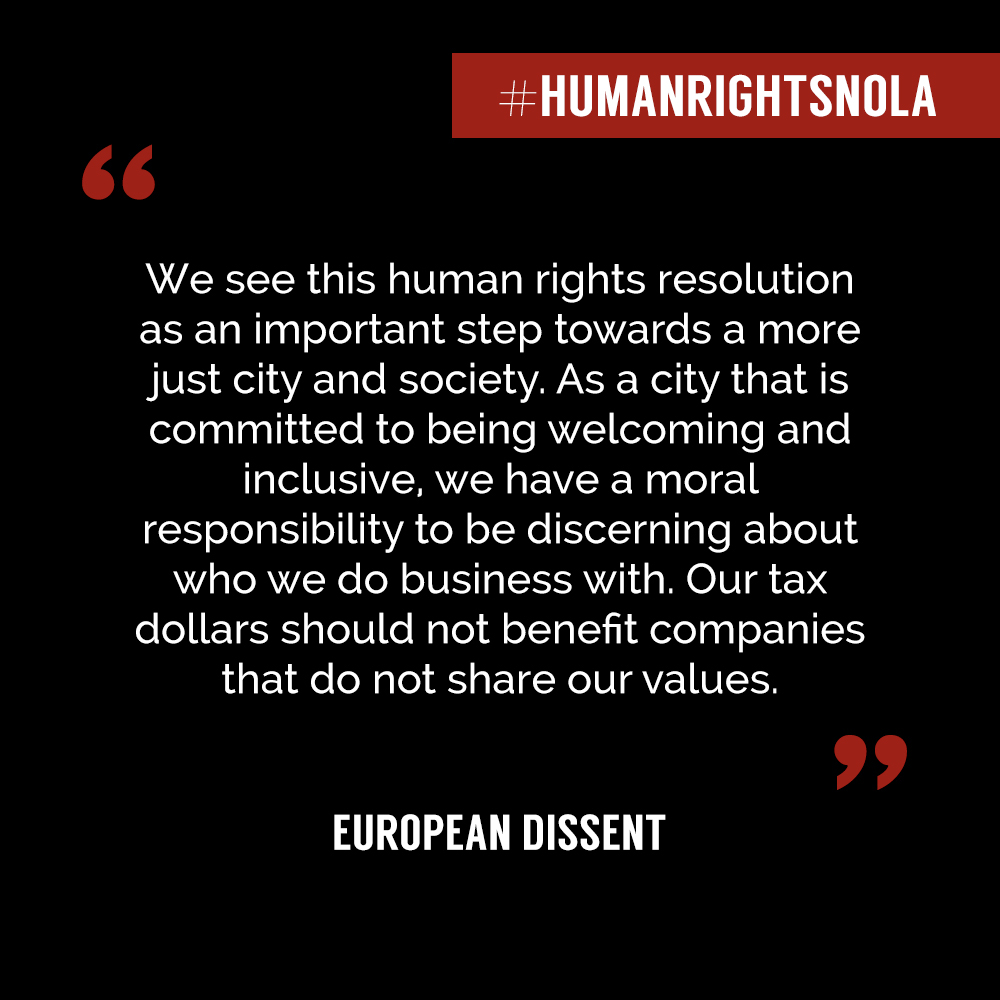 #HUMANRIGHTSNOLA
“
We see this human rights resolution
as an important step towards a more
just city and society. As a city that is
committed to being welcoming and
inclusive, we have a moral
responsibility to be discerning about
who we do business with. Our tax
dollars should not benefit companies
that do not share our values.
”
EUROPEAN DISSENT